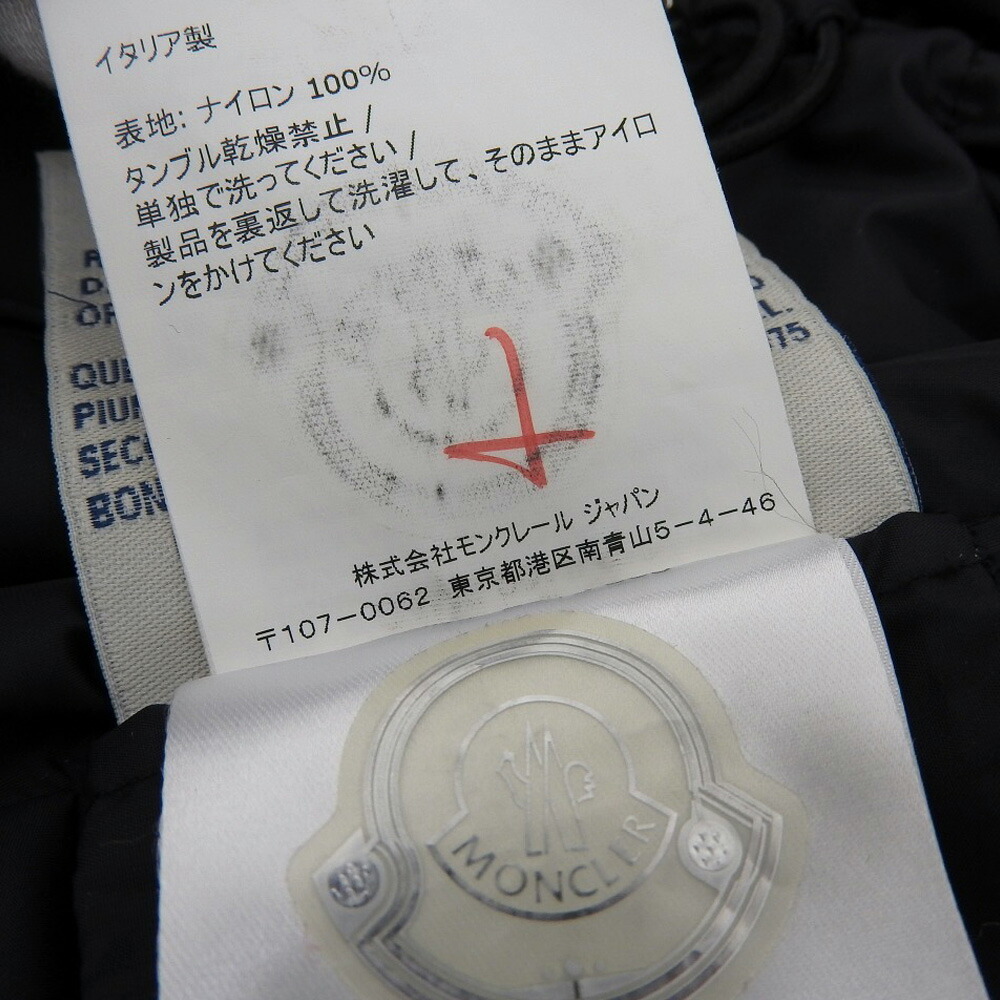 イタリア製
表地: ナイロン 100%
タンブル乾燥禁止 /
単独で洗ってください /
製品を裏返して洗濯して、そのままアイロ
ンをかけてください
株式会社モンクレール ジャパン
〒107-0062 東京都港区南青山5-4-46
MONCLER
75